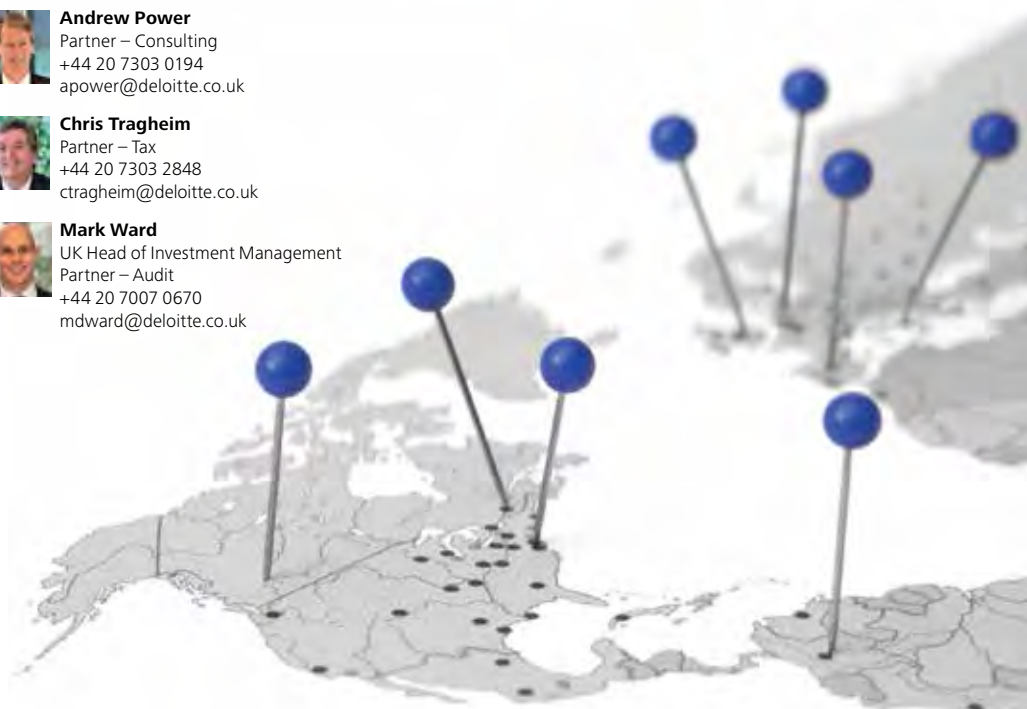 Andrew Power
Partner – Consulting
+44 20 7303 0194
apower@deloitte.co.uk
Chris Tragheim
Partner – Tax
+44 20 7303 2848
ctragheim@deloitte.co.uk
Mark Ward
UK Head of Investment Management
Partner – Audit
+44 20 7007 0670
mdward@deloitte.co.uk